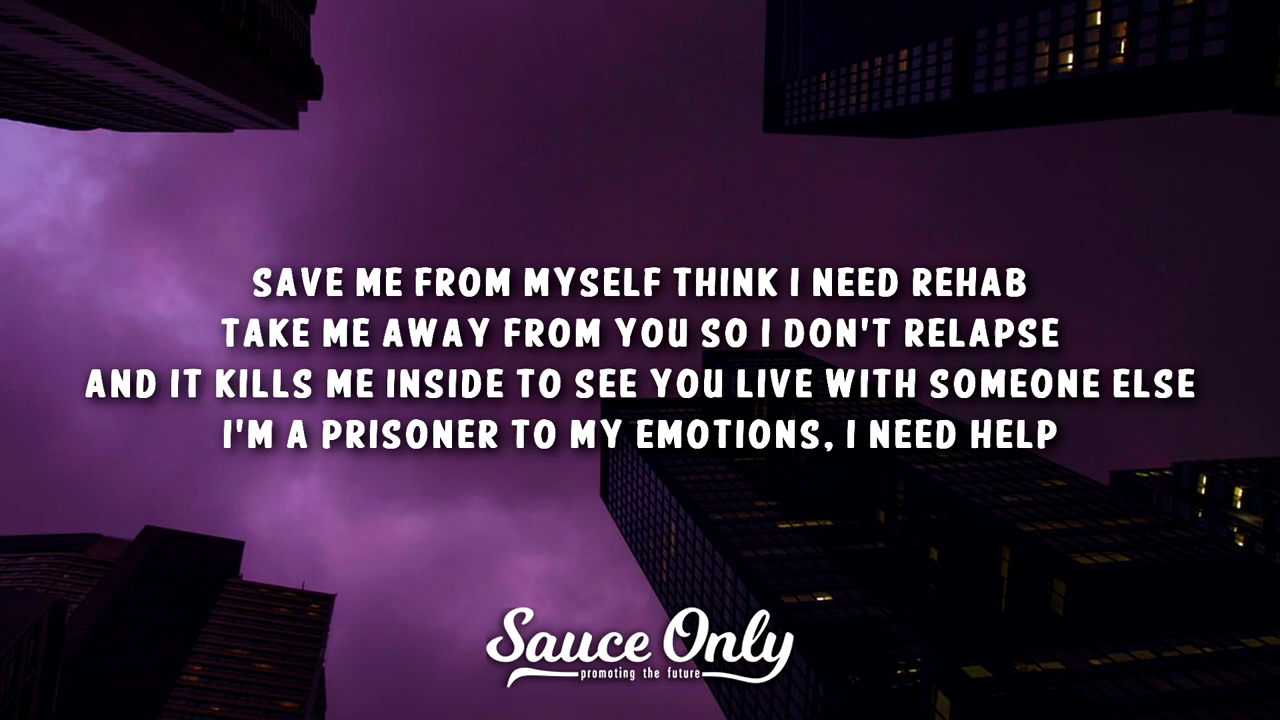 SAVE ME FROM MYSELF THINK I NEED REHAB
TAKE ME AWAY FROM YOU SO I DON'T RELAPSE
AND IT KILLS ME INSIDE TO SEE YOU LIVE WITH SOMEONE ELSE
I'M A PRISONER TO MY EMOTIONS, I NEED HELP
Sauce Only
promoting the future